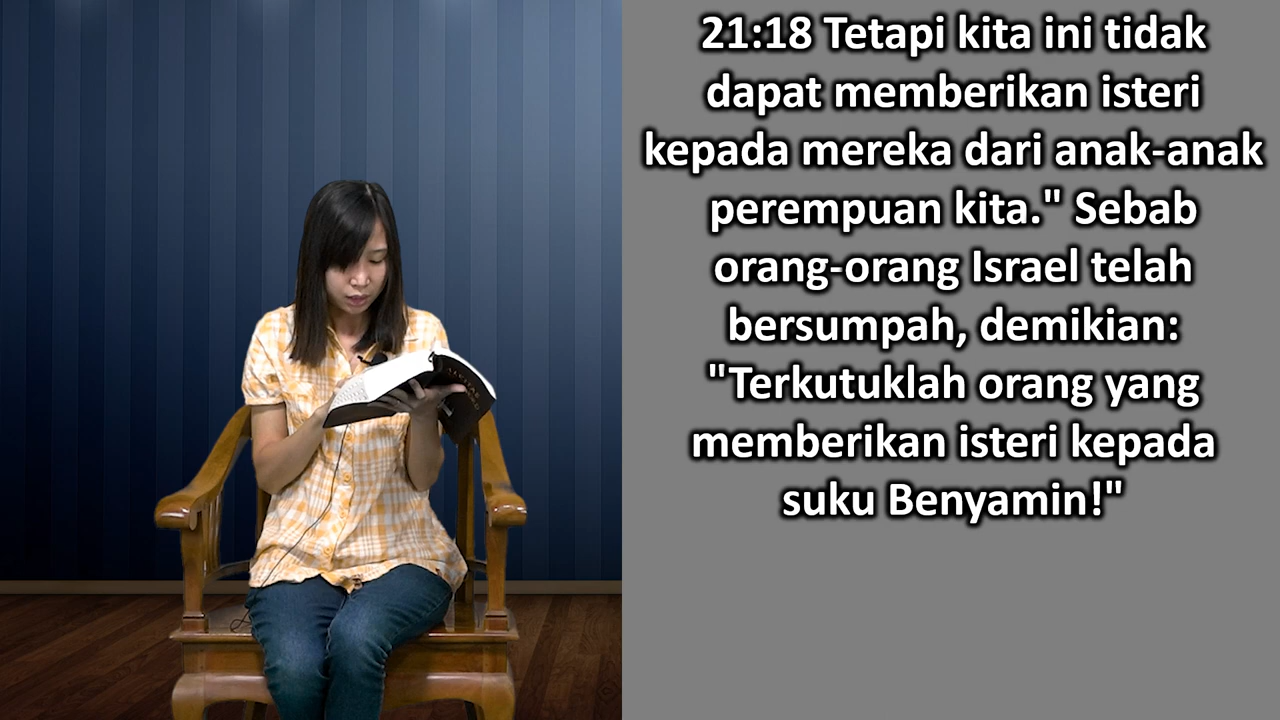 21:18 Tetapi kita ini tidak
dapat memberikan isteri
kepada mereka dari anak-anak
perempuan kita." Sebab
orang-orang Israel telah
bersumpah, demikian:
"Terkutuklah orang yang
memberikan isteri kepada
suku Benyamin!"